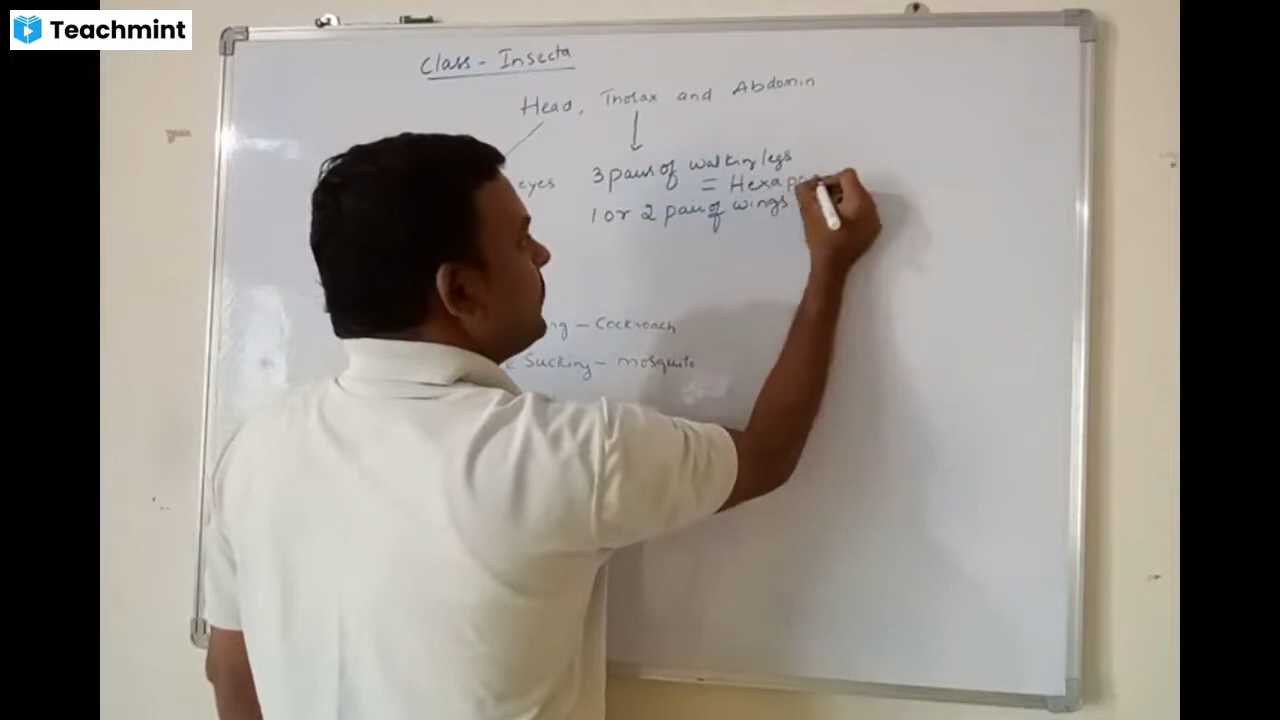 Teachmint
Class - Insecta
Head, Thorax and Abdomin
eyes
3 pairs of walking legs
= Hexap
1 or 2 pair of wings
ng - Cockroach
Sucking - mosquito